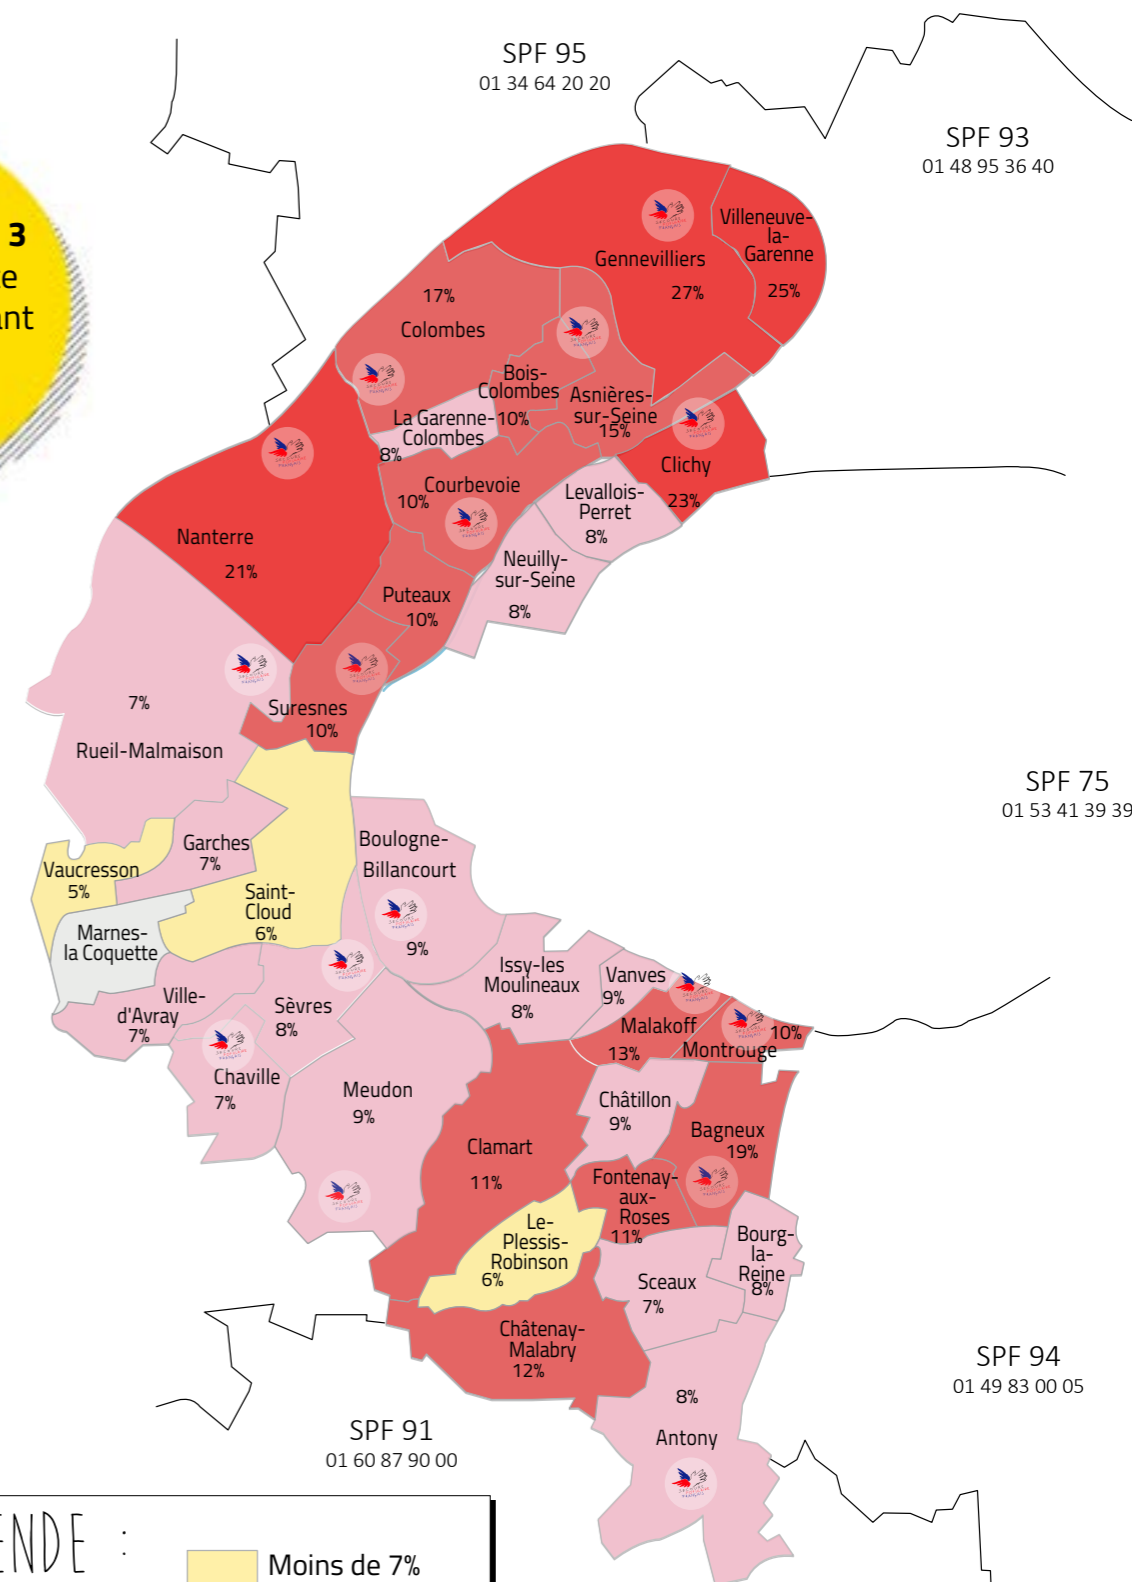 SPF 95
01 34 64 20 20
SPF 93
01 48 95 36 40
3
Villeneuve-
la-
Garenne
25%
Gennevilliers
27%
17%
Colombes
Bois-
Colombes
10%
Asnières-
sur-Seine
15%
La Garenne-
Colombes
8%
Clichy
23%
Courbevoie
10%
Levallois-
Perret
8%
Nanterre
21%
Neuilly-
sur-Seine
8%
Puteaux
10%
7%
Rueil-Malmaison
Suresnes
10%
SPF 75
01 53 41 39 39
Garches
7%
Boulogne-
Billancourt
9%
Vaucresson
5%
Saint-
Cloud
6%
Marnes-
la Coquette
Issy-les
Moulineaux
8%
Vanves
9%
Ville-
d'Avray
7%
Sèvres
8%
Malakoff
13%
10%
Montrouge
Chaville
7%
Meudon
9%
Châtillon
9%
Bagneux
19%
Clamart
11%
Fontenay-
aux-
Roses
11%
Le-
Plessis-
Robinson
6%
Bourg-
la-
Reine
8%
Sceaux
7%
Châtenay-
Malabry
12%
SPF 94
01 49 83 00 05
8%
Antony
SPF 91
01 60 87 90 00
ENDE :
Moins de 7%